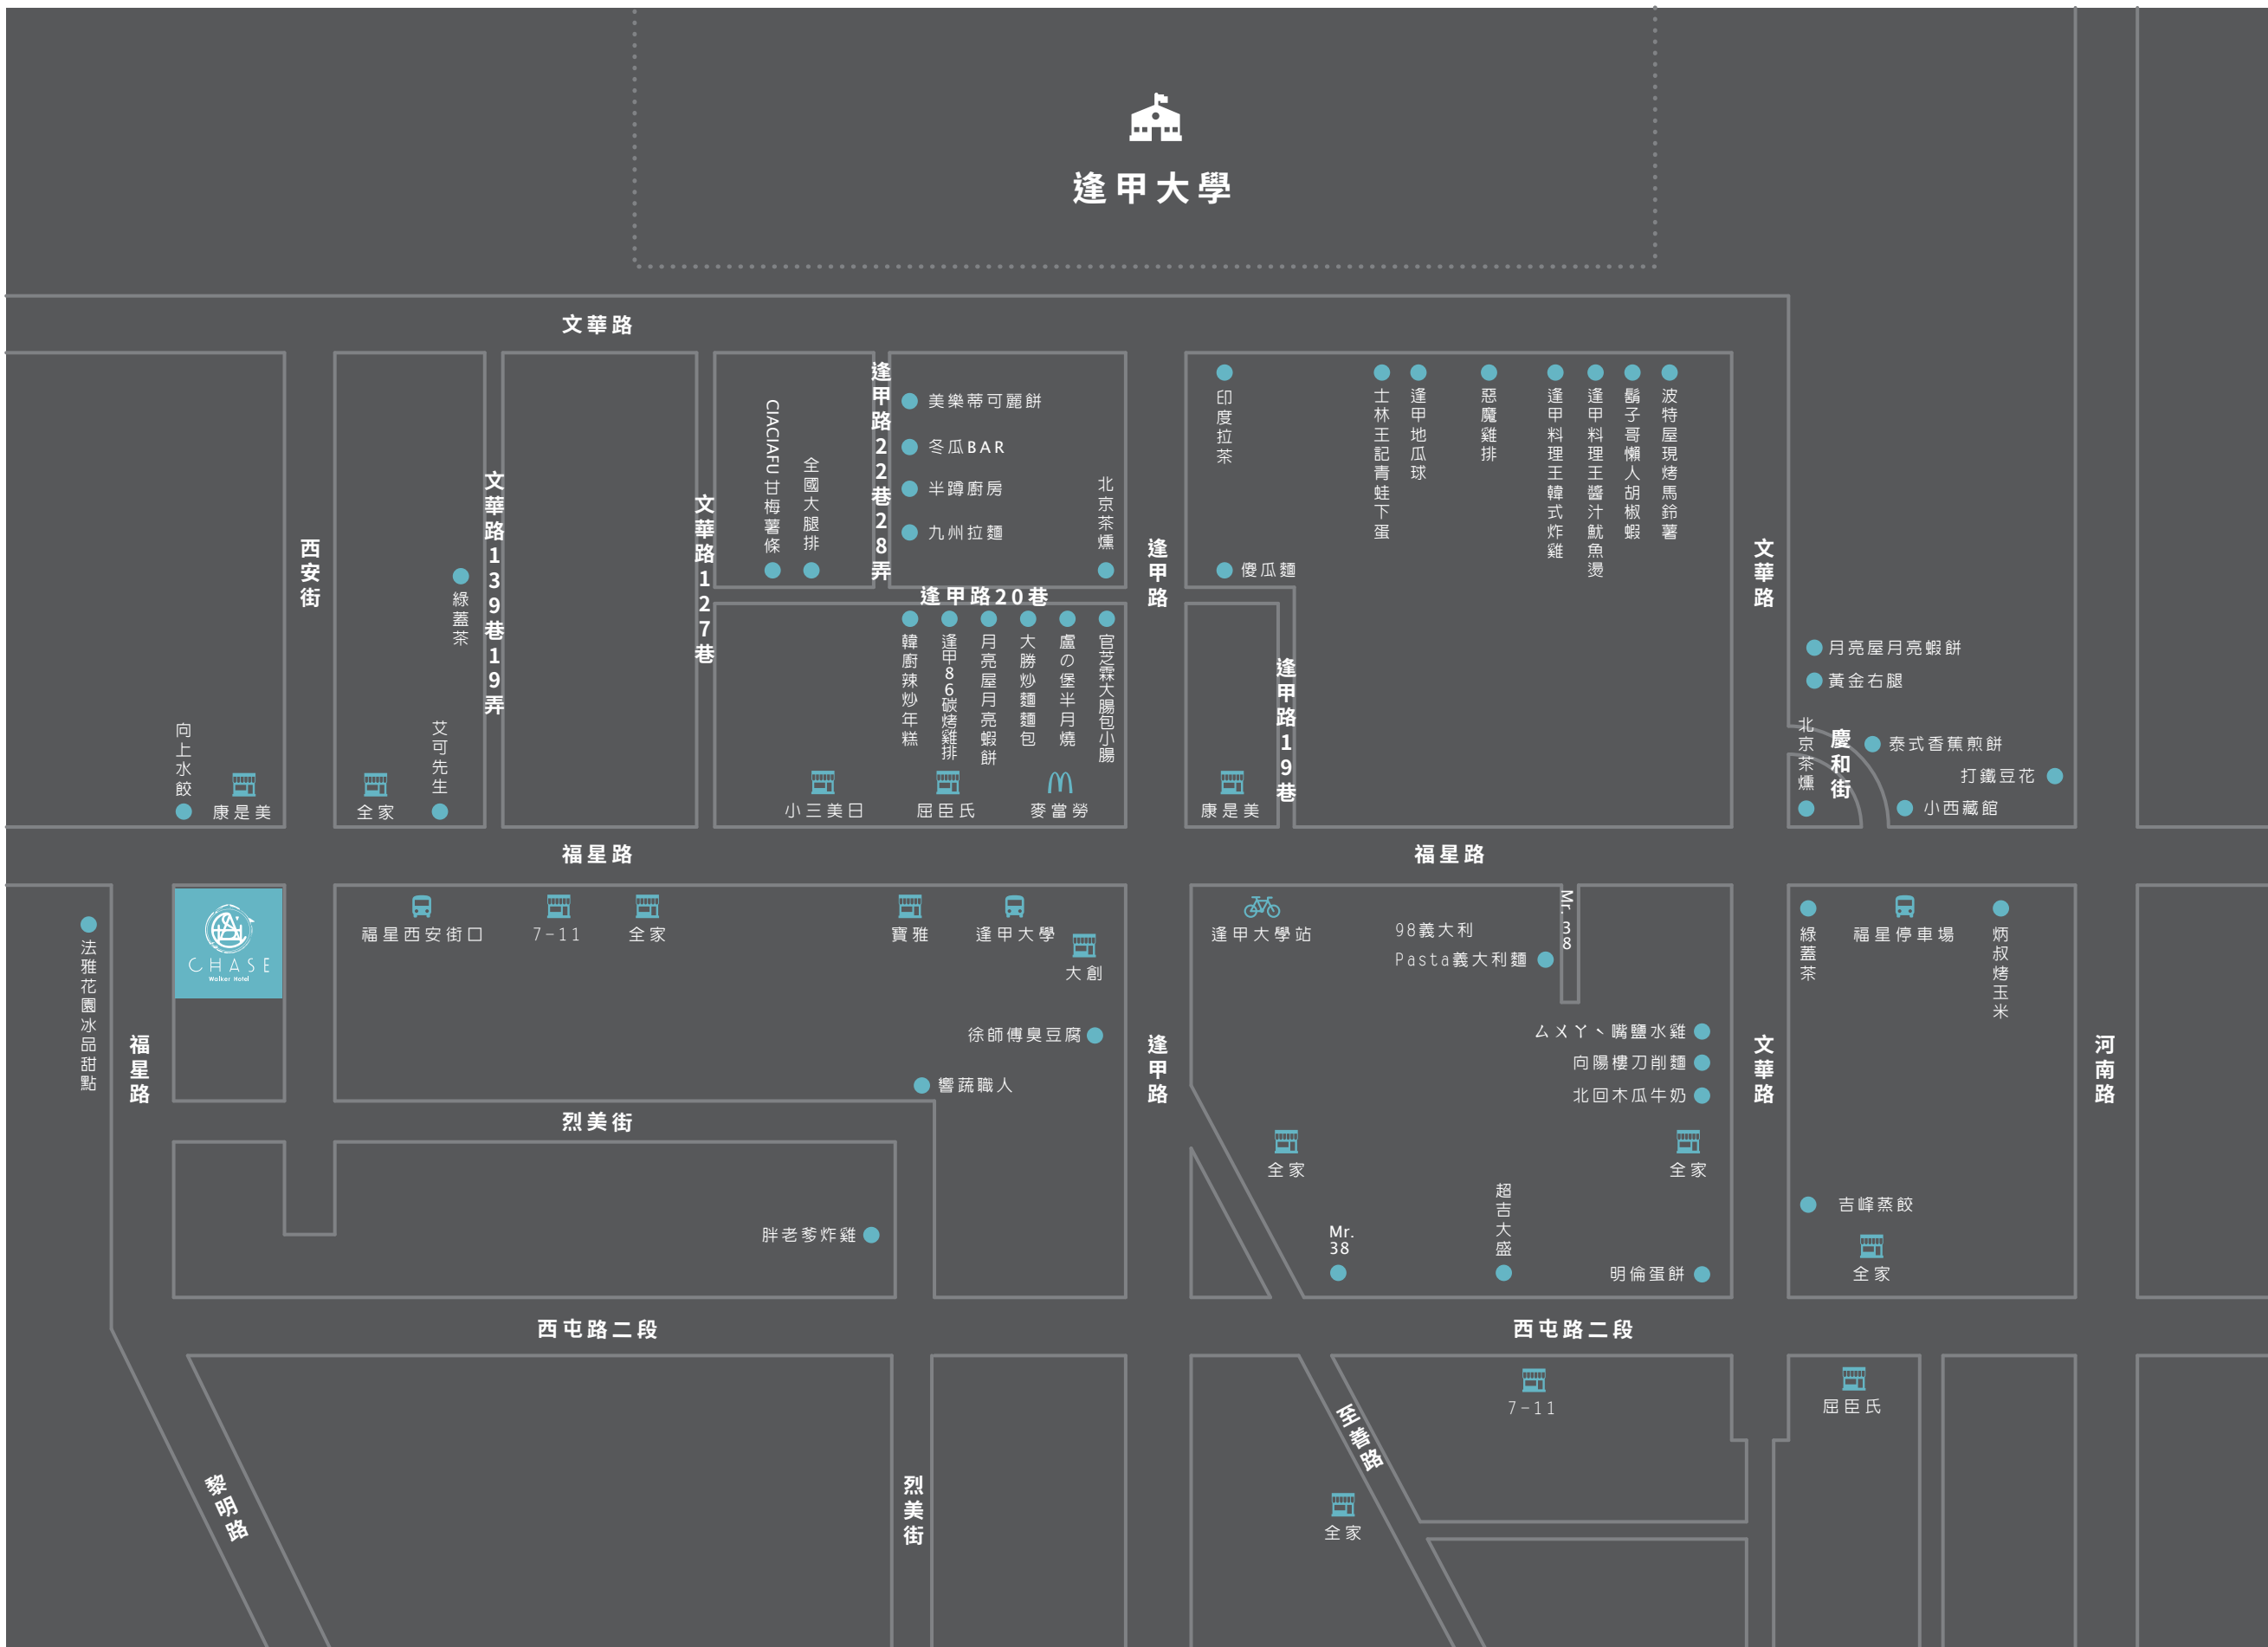 逢甲大學
文華路
西安街
文華路139巷19弄
文華路127巷
逢甲路22巷28弄
逢甲路20巷
逢甲路
逢甲路19巷
文華路
慶和街
向上水餃
康是美
全家
艾可先生
綠蓋茶
CIACIAFU甘梅薯條
全國大腿排
美樂蒂可麗餅
冬瓜BAR
半蹲廚房
九州拉麵
北京茶燻
韓廚辣炒年糕
逢甲86碳烤雞排
月亮屋月亮蝦餅
大勝炒麵麵包
盧の堡半月燒
官芝霖大腸包小腸
小三美日
屈臣氏
麥當勞
印度拉茶
傻瓜麵
康是美
士林王記青蛙下蛋
逢甲地瓜球
惡魔雞排
逢甲料理王韓式炸雞
逢甲料理王醬汁魷魚燙
鬍子哥懶人胡椒蝦
波特屋現烤馬鈴薯
月亮屋月亮蝦餅
黃金右腿
北京茶燻
泰式香蕉煎餅
打鐵豆花
小西藏館
福星路
福星路
法雅花園冰品甜點
福星路
CHASE
Walker Hotel
福星西安街口
7-11
全家
寶雅
逢甲大學
大創
徐師傅臭豆腐
響蔬職人
烈美街
胖老爹炸雞
逢甲路
逢甲大學站
98義大利
Pasta義大利麵
Mr. 38
ㄙㄨㄚˋ嘴鹽水雞
向陽樓刀削麵
北回木瓜牛奶
全家
全家
Mr.
38
超吉大盛
明倫蛋餅
文華路
綠蓋茶
福星停車場
炳叔烤玉米
吉峰蒸餃
全家
河南路
西屯路二段
西屯路二段
黎明路
烈美街
至善路
全家
7-11
屈臣氏